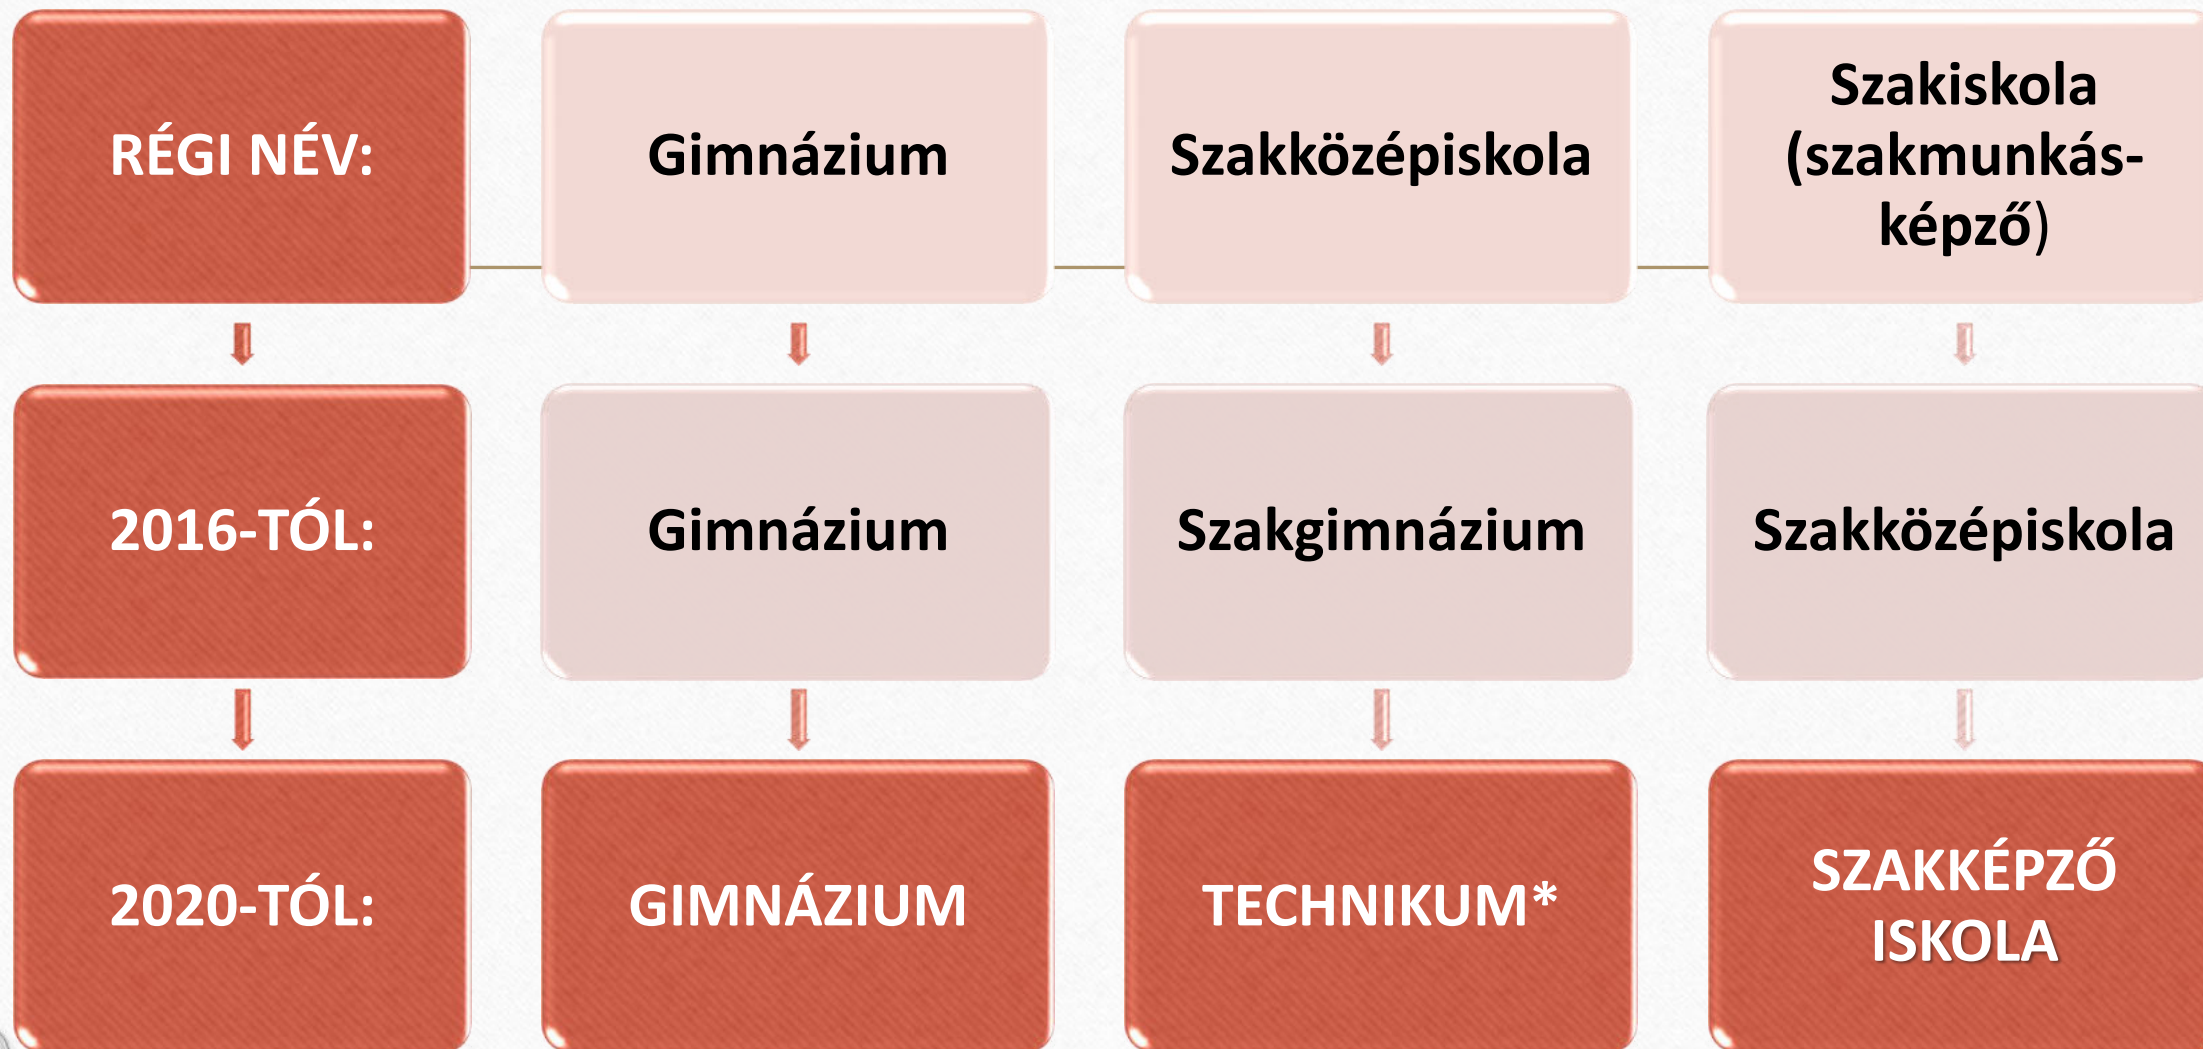 RÉGI NÉV:
Gimnázium
Szakközépiskola
Szakiskola
(szakmunkás-
képző)
2016-TÓL:
Gimnázium
Szakgimnázium
Szakközépiskola
2020-TÓL:
GIMNÁZIUM
TECHNIKUM*
SZAKKÉPZŐ
ISKOLA